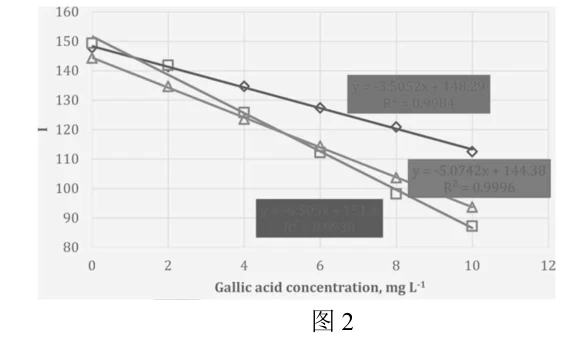 160
150
140
130
120
110
100
90
80
I
y = -3.5052x + 148.29
R² = 0.9984
y = -5.0742x + 144.38
R² = 0.9996
0
2
4
6
8
10
12
Gallic acid concentration, mg L⁻¹
图 2